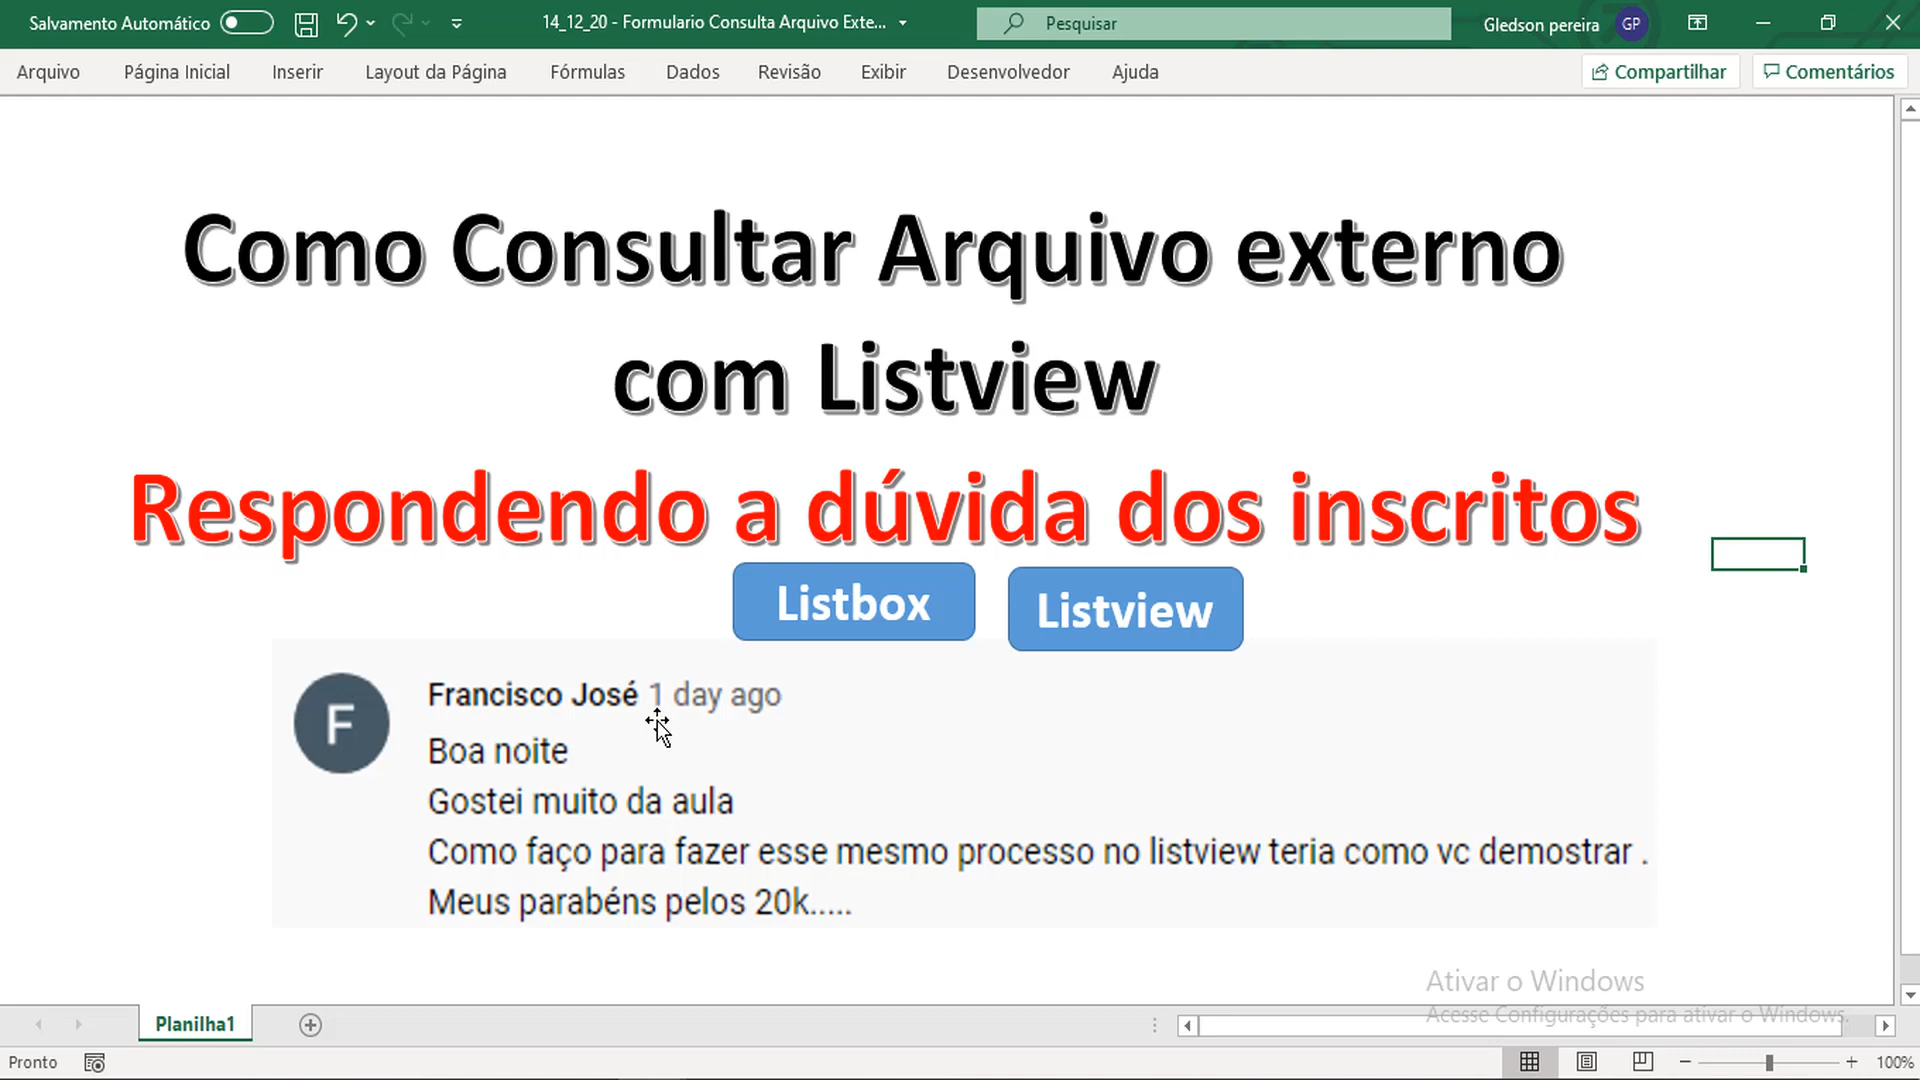 Salvamento Automático
14_12_20 - Formulario Consulta Arquivo Exte...
Pesquisar
Gledson pereira
GP
Arquivo
Página Inicial
Inserir
Layout da Página
Fórmulas
Dados
Revisão
Exibir
Desenvolvedor
Ajuda
Compartilhar
Comentários
Como Consultar Arquivo externo
com Listview
Respondendo a dúvida dos inscritos
Listbox
Listview
F
Francisco José 1 day ago
Boa noite
Gostei muito da aula
Como faço para fazer esse mesmo processo no listview teria como vc demostrar .
Meus parabéns pelos 20k.....
Ativar o Windows
Acesse Configurações para ativar o Windows.
Planilha1
Pronto
100%